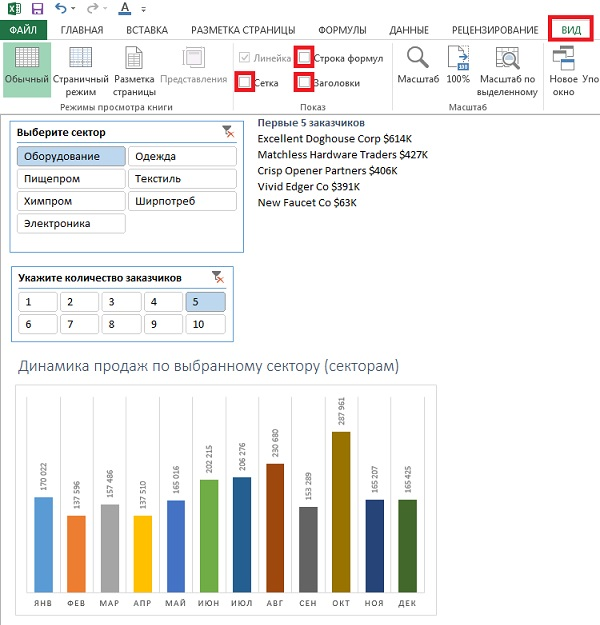 ФАЙЛ ГЛАВНАЯ ВСТАВКА РАЗМЕТКА СТРАНИЦЫ ФОРМУЛЫ ДАННЫЕ РЕЦЕНЗИРОВАНИЕ ВИД
Обычный Страничный режим Разметка страницы Представления
Режимы просмотра книги
Линейка Строка формул
Сетка Заголовки
Показ
Масштаб 100% Масштаб по выделенному
Масштаб
Новое окно Упо
Выберите сектор
Оборудование Одежда
Пищепром Текстиль
Химпром Ширпотреб
Электроника
Первые 5 заказчиков
Excellent Doghouse Corp $614K
Matchless Hardware Traders $427K
Crisp Opener Partners $406K
Vivid Edger Co $391K
New Faucet Co $63K
Укажите количество заказчиков
1 2 3 4 5
6 7 8 9 10
Динамика продаж по выбранному сектору (секторам)
170 022 137 596 157 486 137 510 165 016 202 215 206 276 230 680 153 289 287 961 165 207 165 425
ЯНВ ФЕВ МАР АПР МАЙ ИЮН ИЮЛ АВГ СЕН ОКТ НОЯ ДЕК